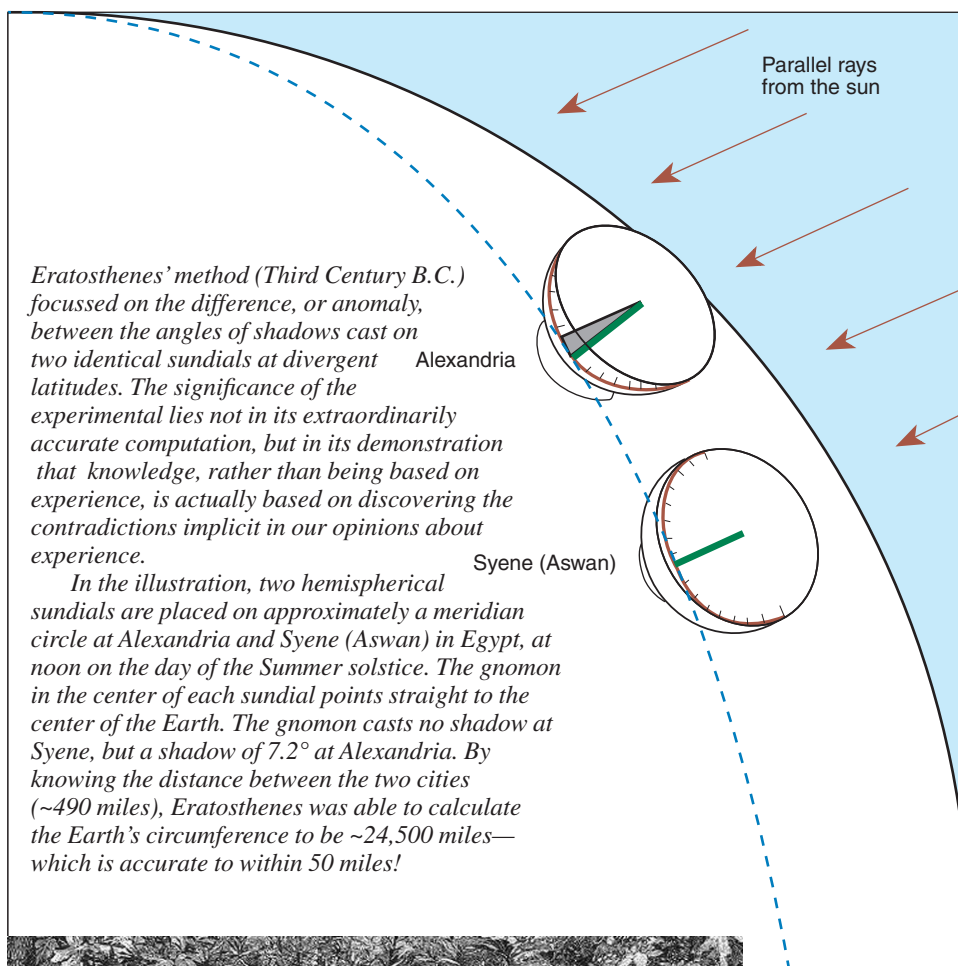 Parallel rays
from the sun
Eratosthenes’ method (Third Century B.C.)
focussed on the difference, or anomaly,
between the angles of shadows cast on
two identical sundials at divergent
latitudes. The significance of the
experimental lies not in its extraordinarily
accurate computation, but in its demonstration
that knowledge, rather than being based on
experience, is actually based on discovering the
contradictions implicit in our opinions about
experience.
In the illustration, two hemispherical
sundials are placed on approximately a meridian
circle at Alexandria and Syene (Aswan) in Egypt, at
noon on the day of the Summer solstice. The gnomon
in the center of each sundial points straight to the
center of the Earth. The gnomon casts no shadow at
Syene, but a shadow of 7.2° at Alexandria. By
knowing the distance between the two cities
(~490 miles), Eratosthenes was able to calculate
the Earth’s circumference to be ~24,500 miles—
which is accurate to within 50 miles!
Alexandria
Syene (Aswan)